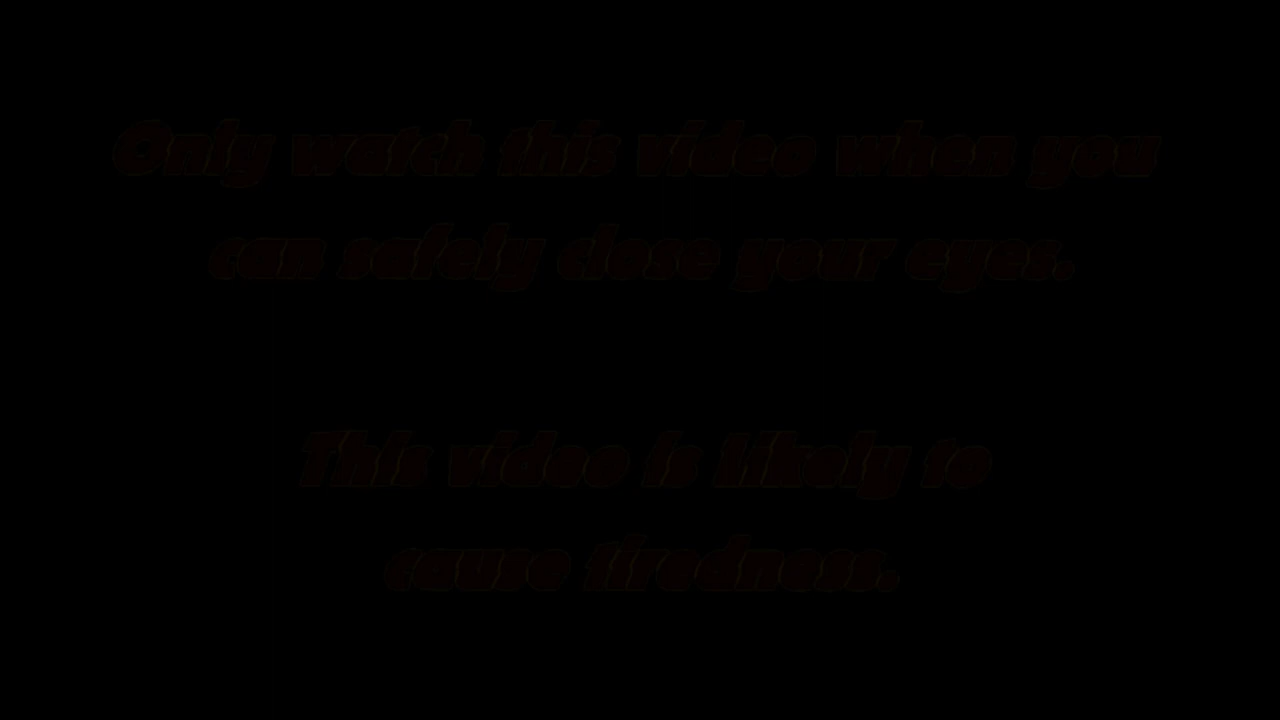 Only watch this video when you
can safely close your eyes.
This video is Likely to
cause tiredness.